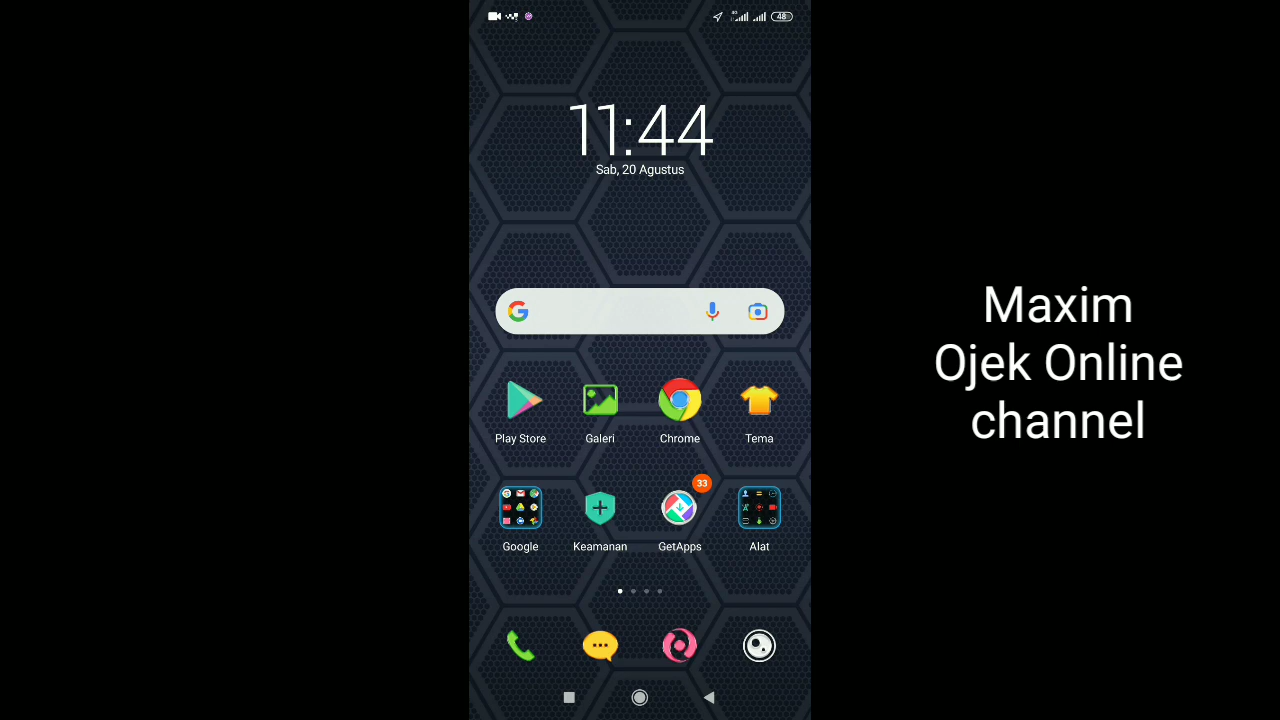 48
11:44
Sab, 20 Agustus
Play Store
Galeri
Chrome
Tema
33
Google
Keamanan
GetApps
Alat
Maxim
Ojek Online
channel